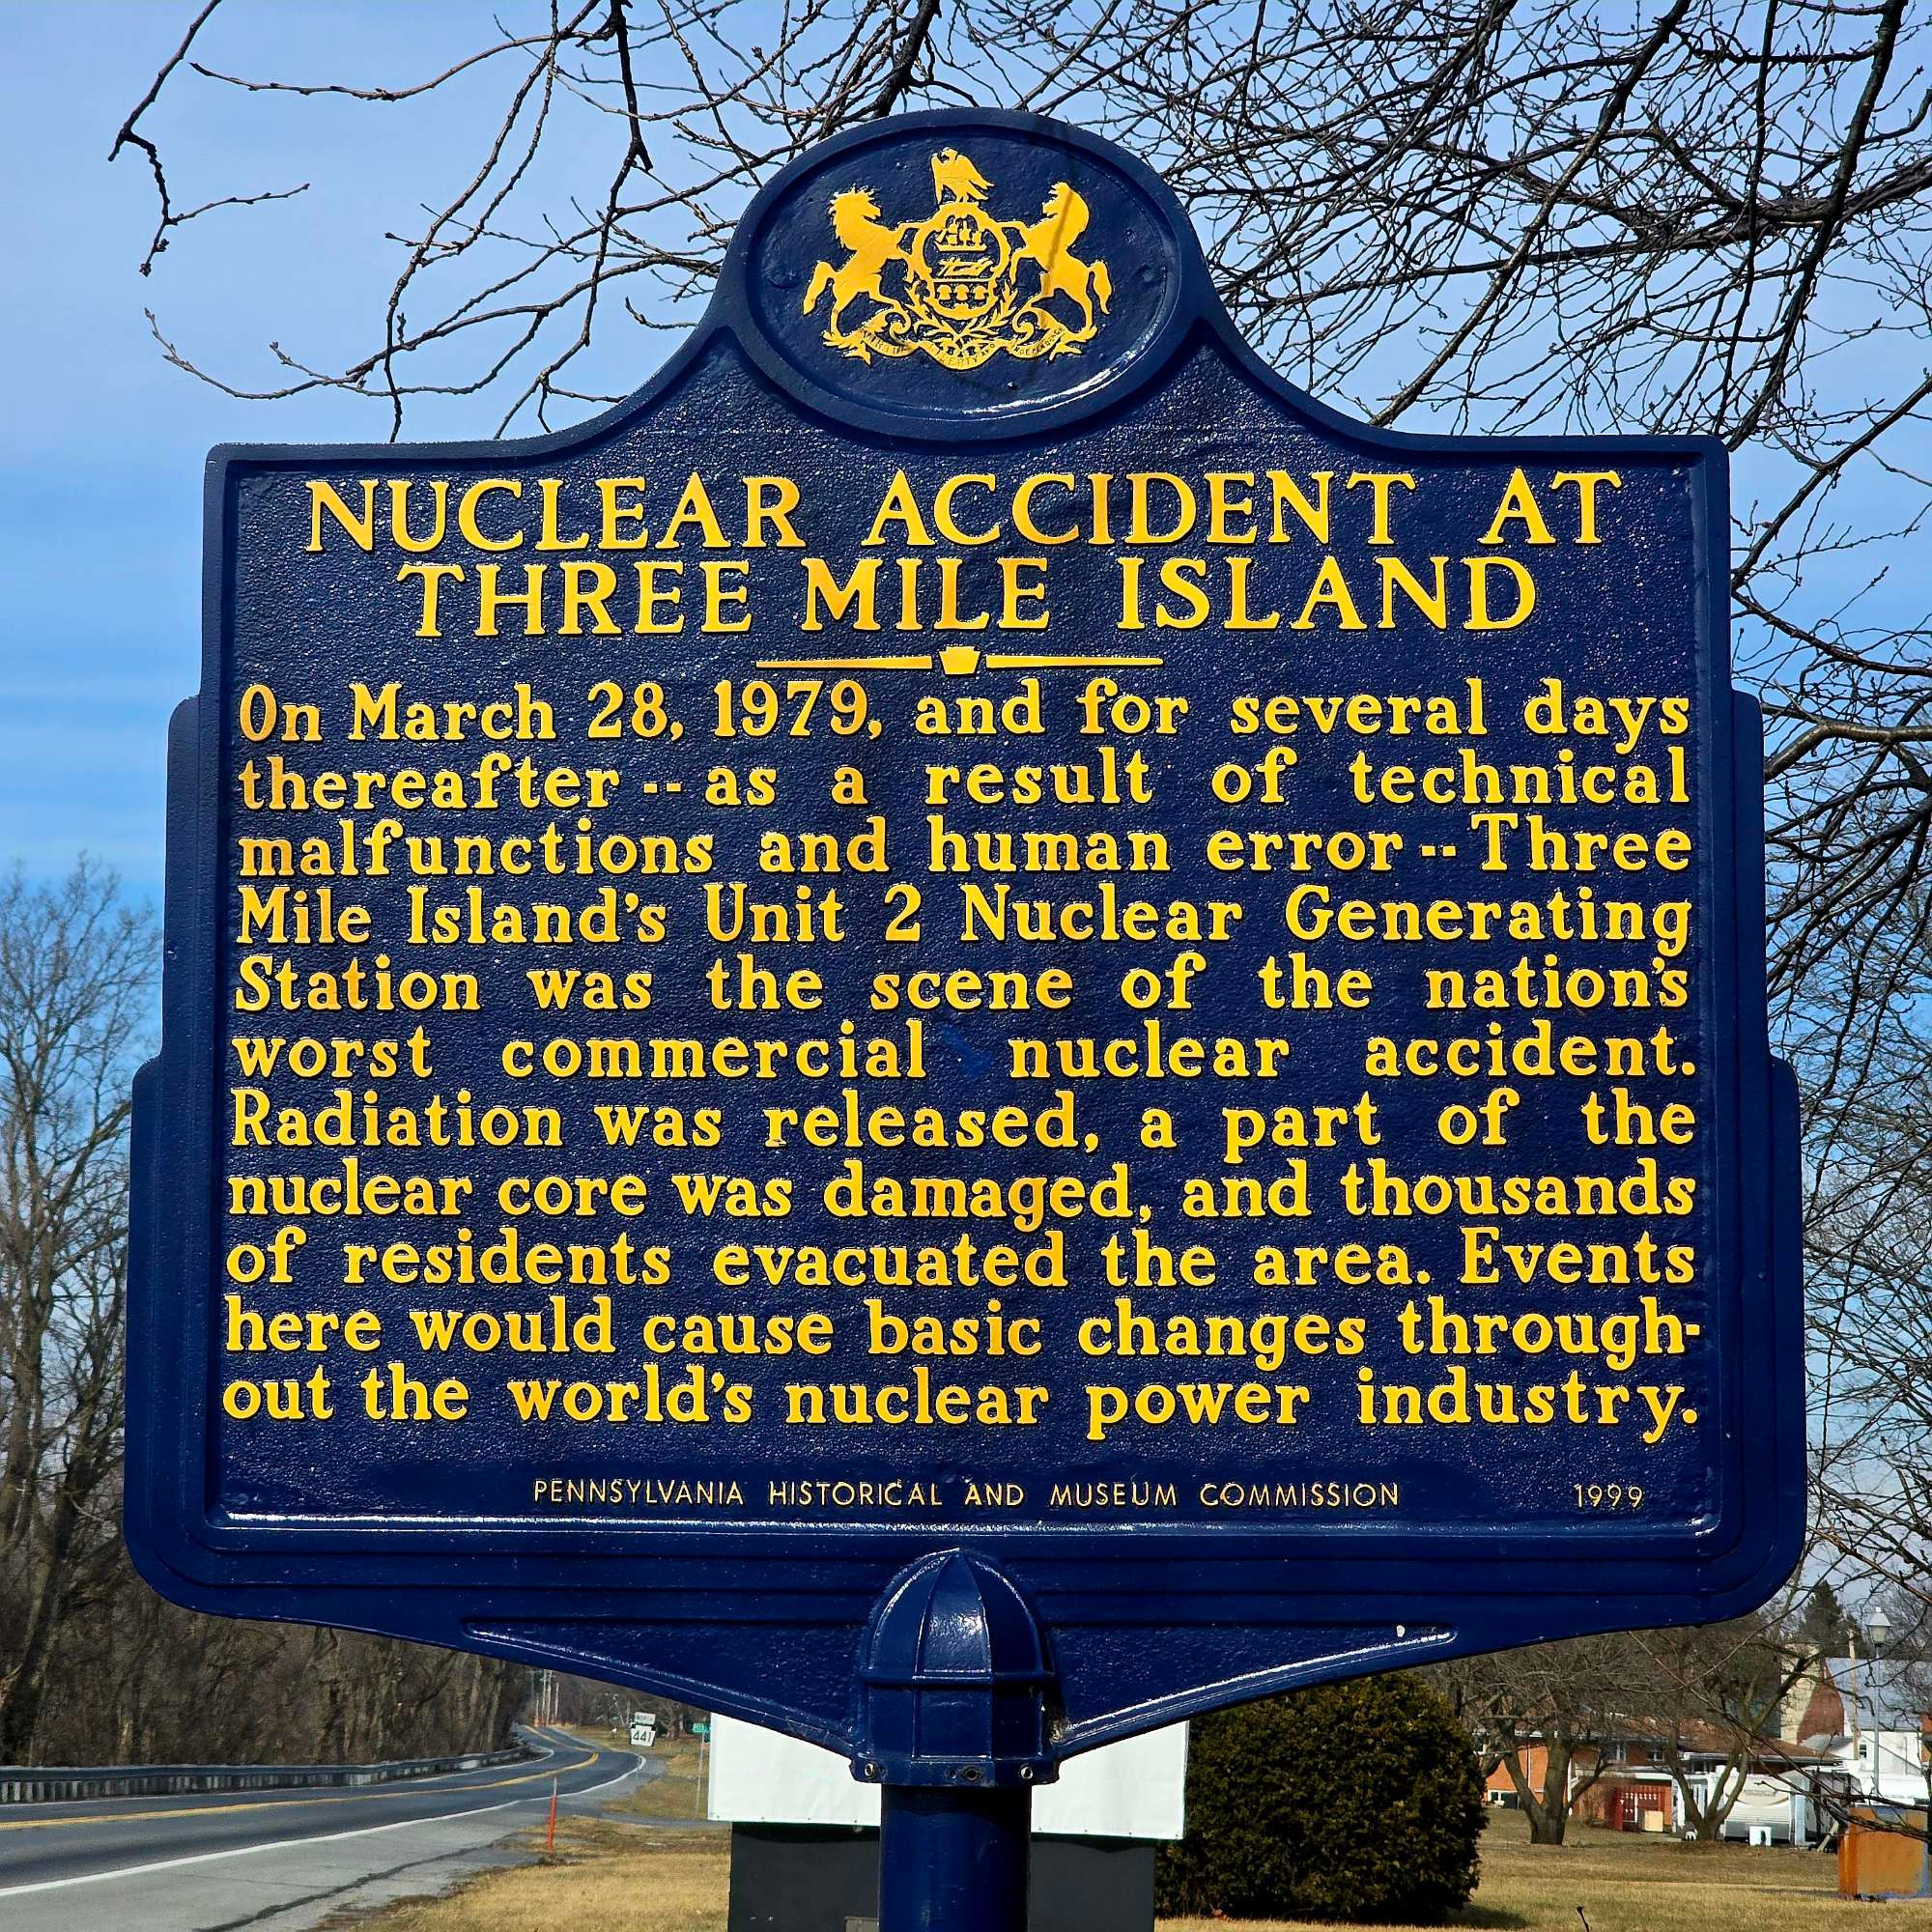 NUCLEAR ACCIDENT AT
THREE MILE ISLAND
On March 28, 1979, and for several days
thereafter -- as a result of technical
malfunctions and human error -- Three
Mile Island's Unit 2 Nuclear Generating
Station was the scene of the nation's
worst commercial nuclear accident.
Radiation was released, a part of the
nuclear core was damaged, and thousands
of residents evacuated the area. Events
here would cause basic changes through-
out the world's nuclear power industry.
PENNSYLVANIA HISTORICAL AND MUSEUM COMMISSION 1999
NORTH
441